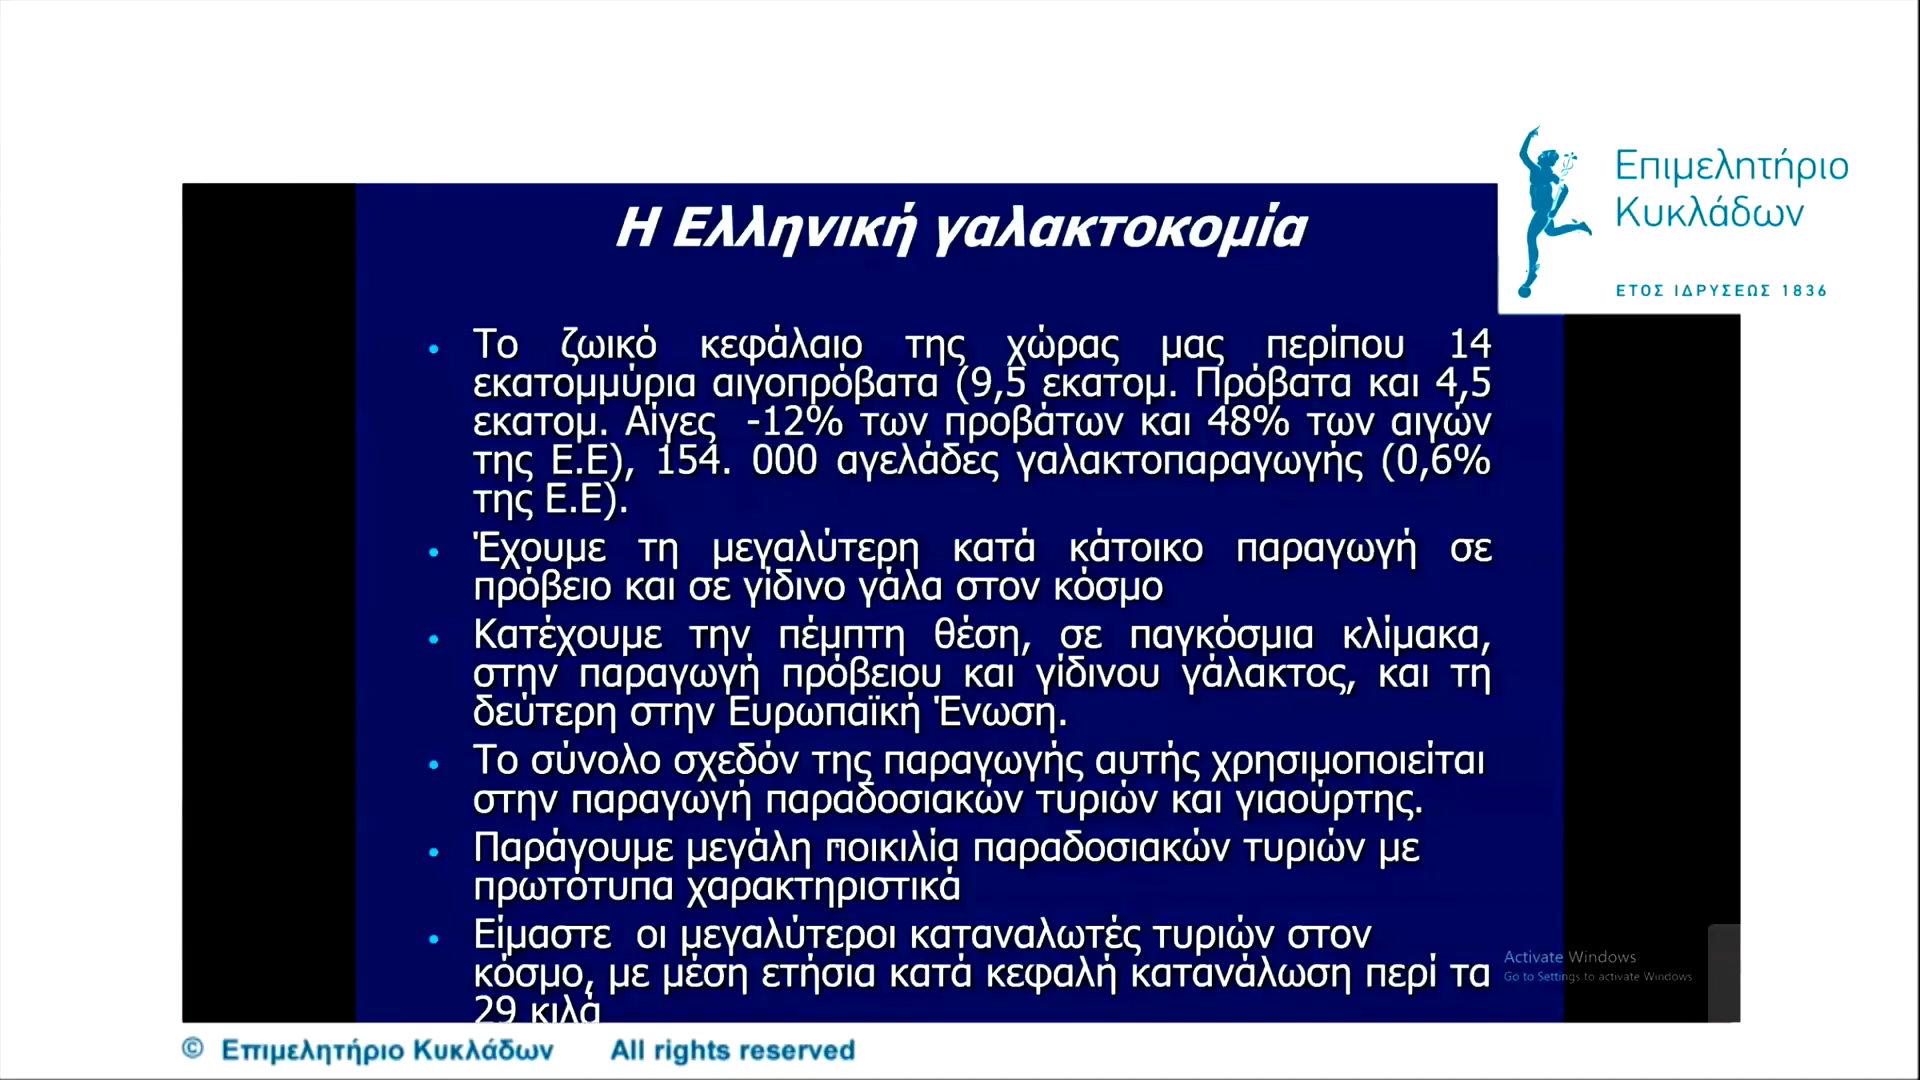 Επιμελητήριο
Κυκλάδων
ΕΤΟΣ ΙΔΡΥΣΕΩΣ 1836
Η Ελληνική γαλακτοκομία
• Το ζωικό κεφάλαιο της χώρας μας περίπου 14
εκατομμύρια αιγοπρόβατα (9,5 εκατομ. Πρόβατα και 4,5
εκατομ. Αίγες -12% των προβάτων και 48% των αιγών
της Ε.Ε), 154. 000 αγελάδες γαλακτοπαραγωγής (0,6%
της Ε.Ε).
• Έχουμε τη μεγαλύτερη κατά κάτοικο παραγωγή σε
πρόβειο και σε γίδινο γάλα στον κόσμο
• Κατέχουμε την πέμπτη θέση, σε παγκόσμια κλίμακα,
στην παραγωγή πρόβειου και γίδινου γάλακτος, και τη
δεύτερη στην Ευρωπαϊκή Ένωση.
• Το σύνολο σχεδόν της παραγωγής αυτής χρησιμοποιείται
στην παραγωγή παραδοσιακών τυριών και γιαούρτης.
• Παράγουμε μεγάλη ποικιλία παραδοσιακών τυριών με
πρωτότυπα χαρακτηριστικά
• Είμαστε οι μεγαλύτεροι καταναλωτές τυριών στον
κόσμο, με μέση ετήσια κατά κεφαλή κατανάλωση περί τα
29 κιλά
Activate Windows
Go to Settings to activate Windows
© Επιμελητήριο Κυκλάδων All rights reserved